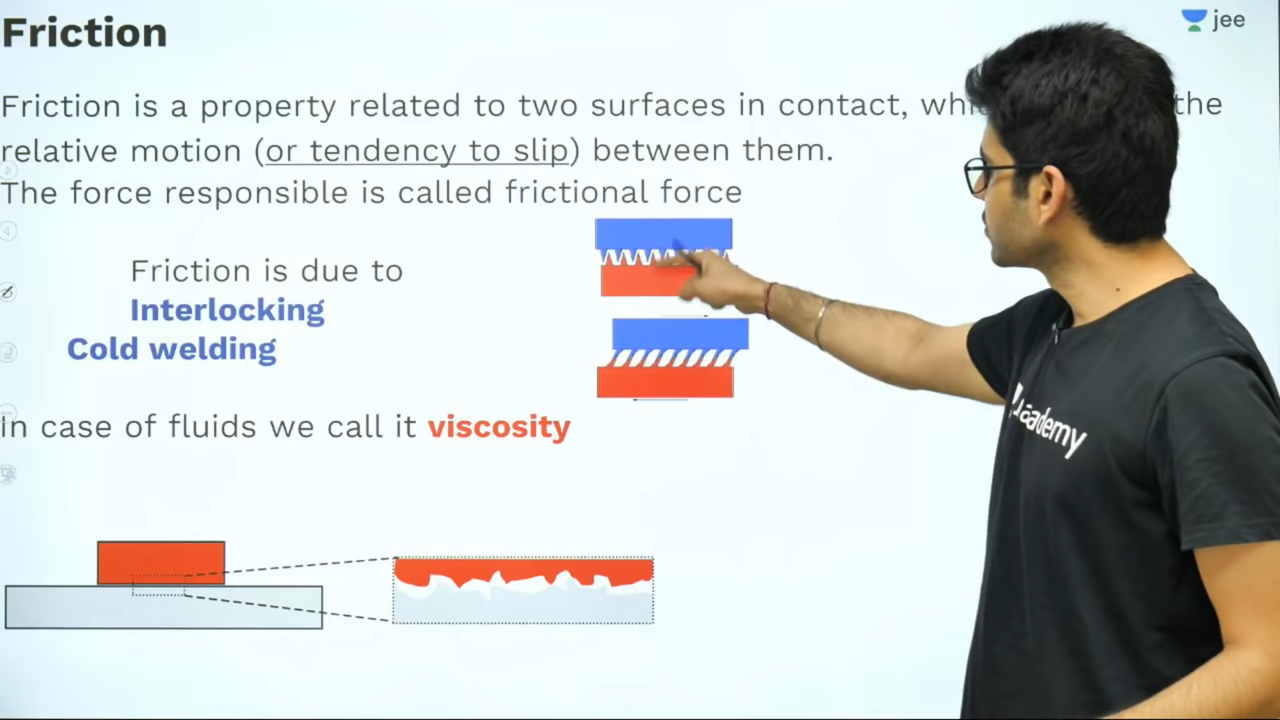 Friction
jee
Friction is a property related to two surfaces in contact, the
relative motion (or tendency to slip) between them.
The force responsible is called frictional force
Friction is due to
Interlocking
Cold welding
In case of fluids we call it viscosity